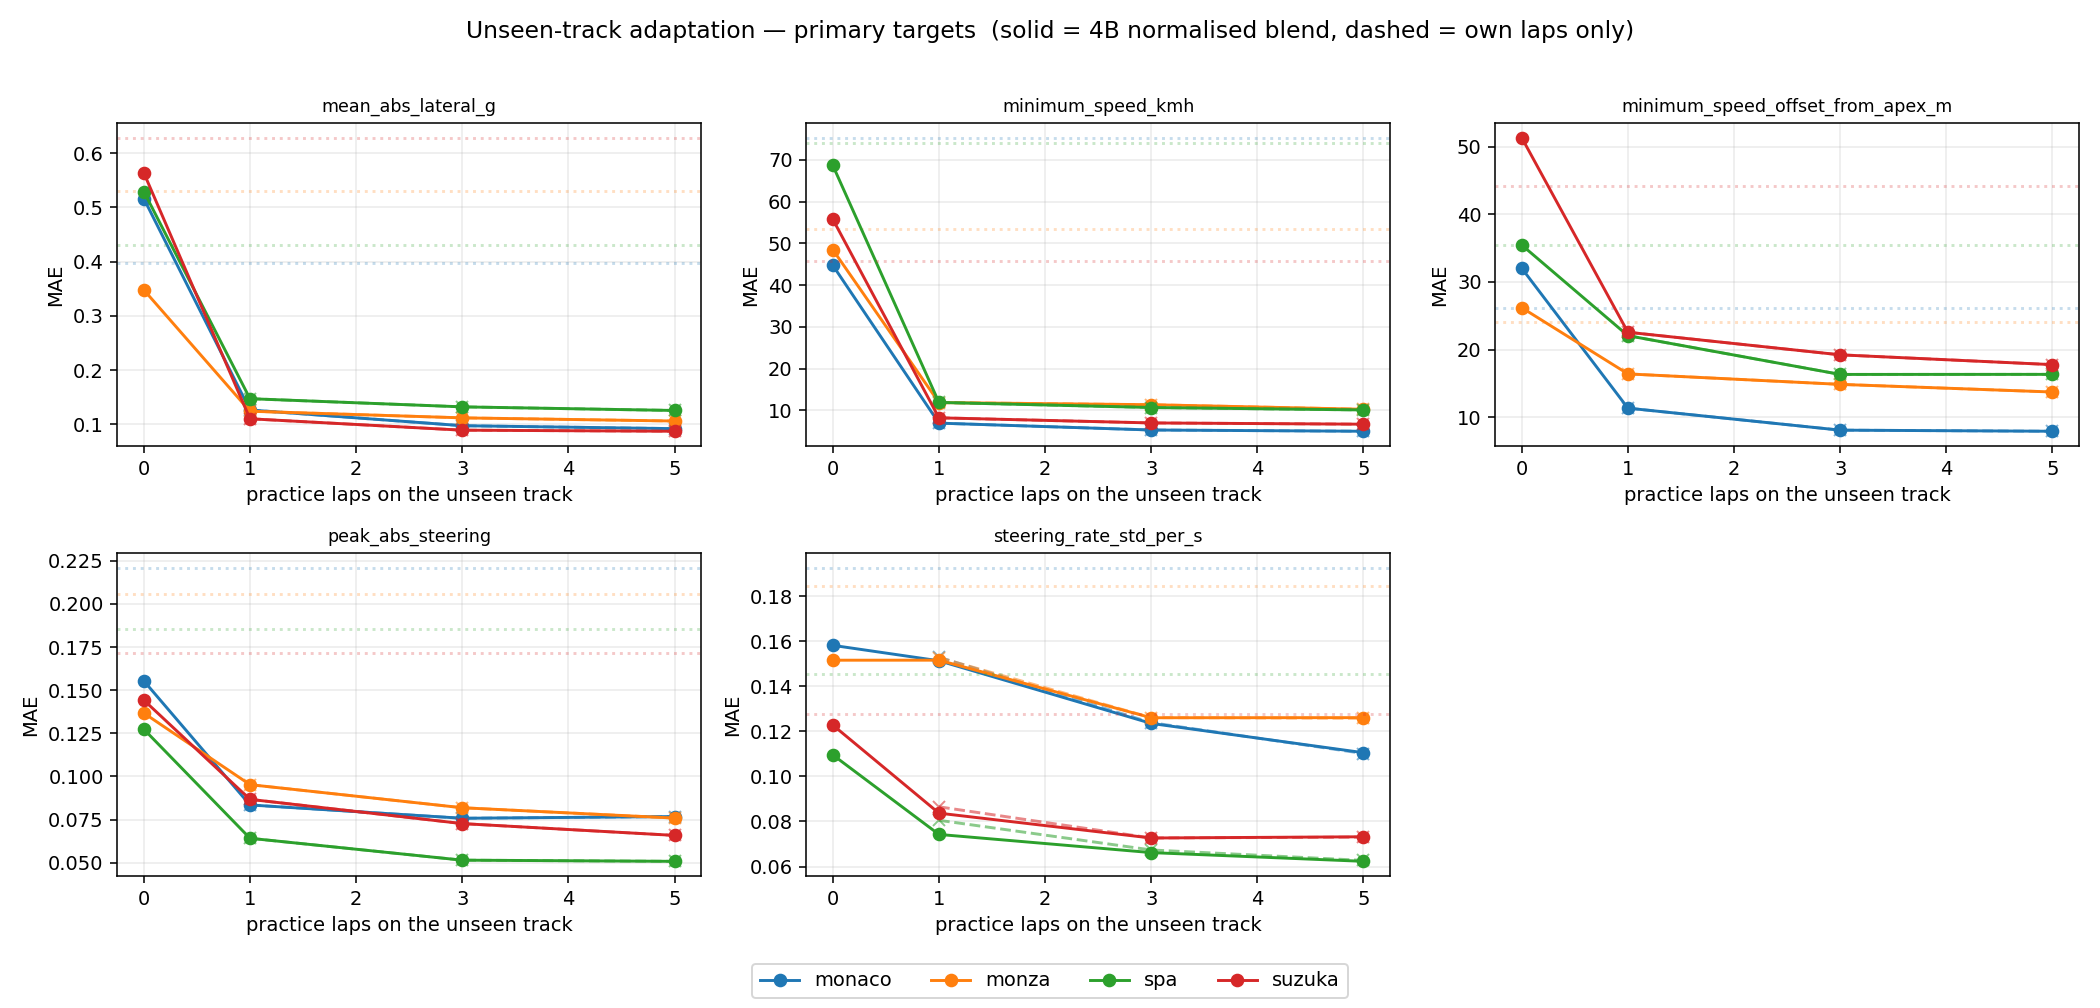 Unseen-track adaptation — primary targets  (solid = 4B normalised blend, dashed = own laps only)
mean_abs_lateral_g
minimum_speed_kmh
minimum_speed_offset_from_apex_m
MAE
0.6
0.5
0.4
0.3
0.2
0.1
0 1 2 3 4 5
practice laps on the unseen track
MAE
70
60
50
40
30
20
10
0 1 2 3 4 5
practice laps on the unseen track
MAE
50
40
30
20
10
0 1 2 3 4 5
practice laps on the unseen track
peak_abs_steering
steering_rate_std_per_s
MAE
0.225
0.200
0.175
0.150
0.125
0.100
0.075
0.050
0 1 2 3 4 5
practice laps on the unseen track
MAE
0.18
0.16
0.14
0.12
0.10
0.08
0.06
0 1 2 3 4 5
practice laps on the unseen track
monaco monza spa suzuka